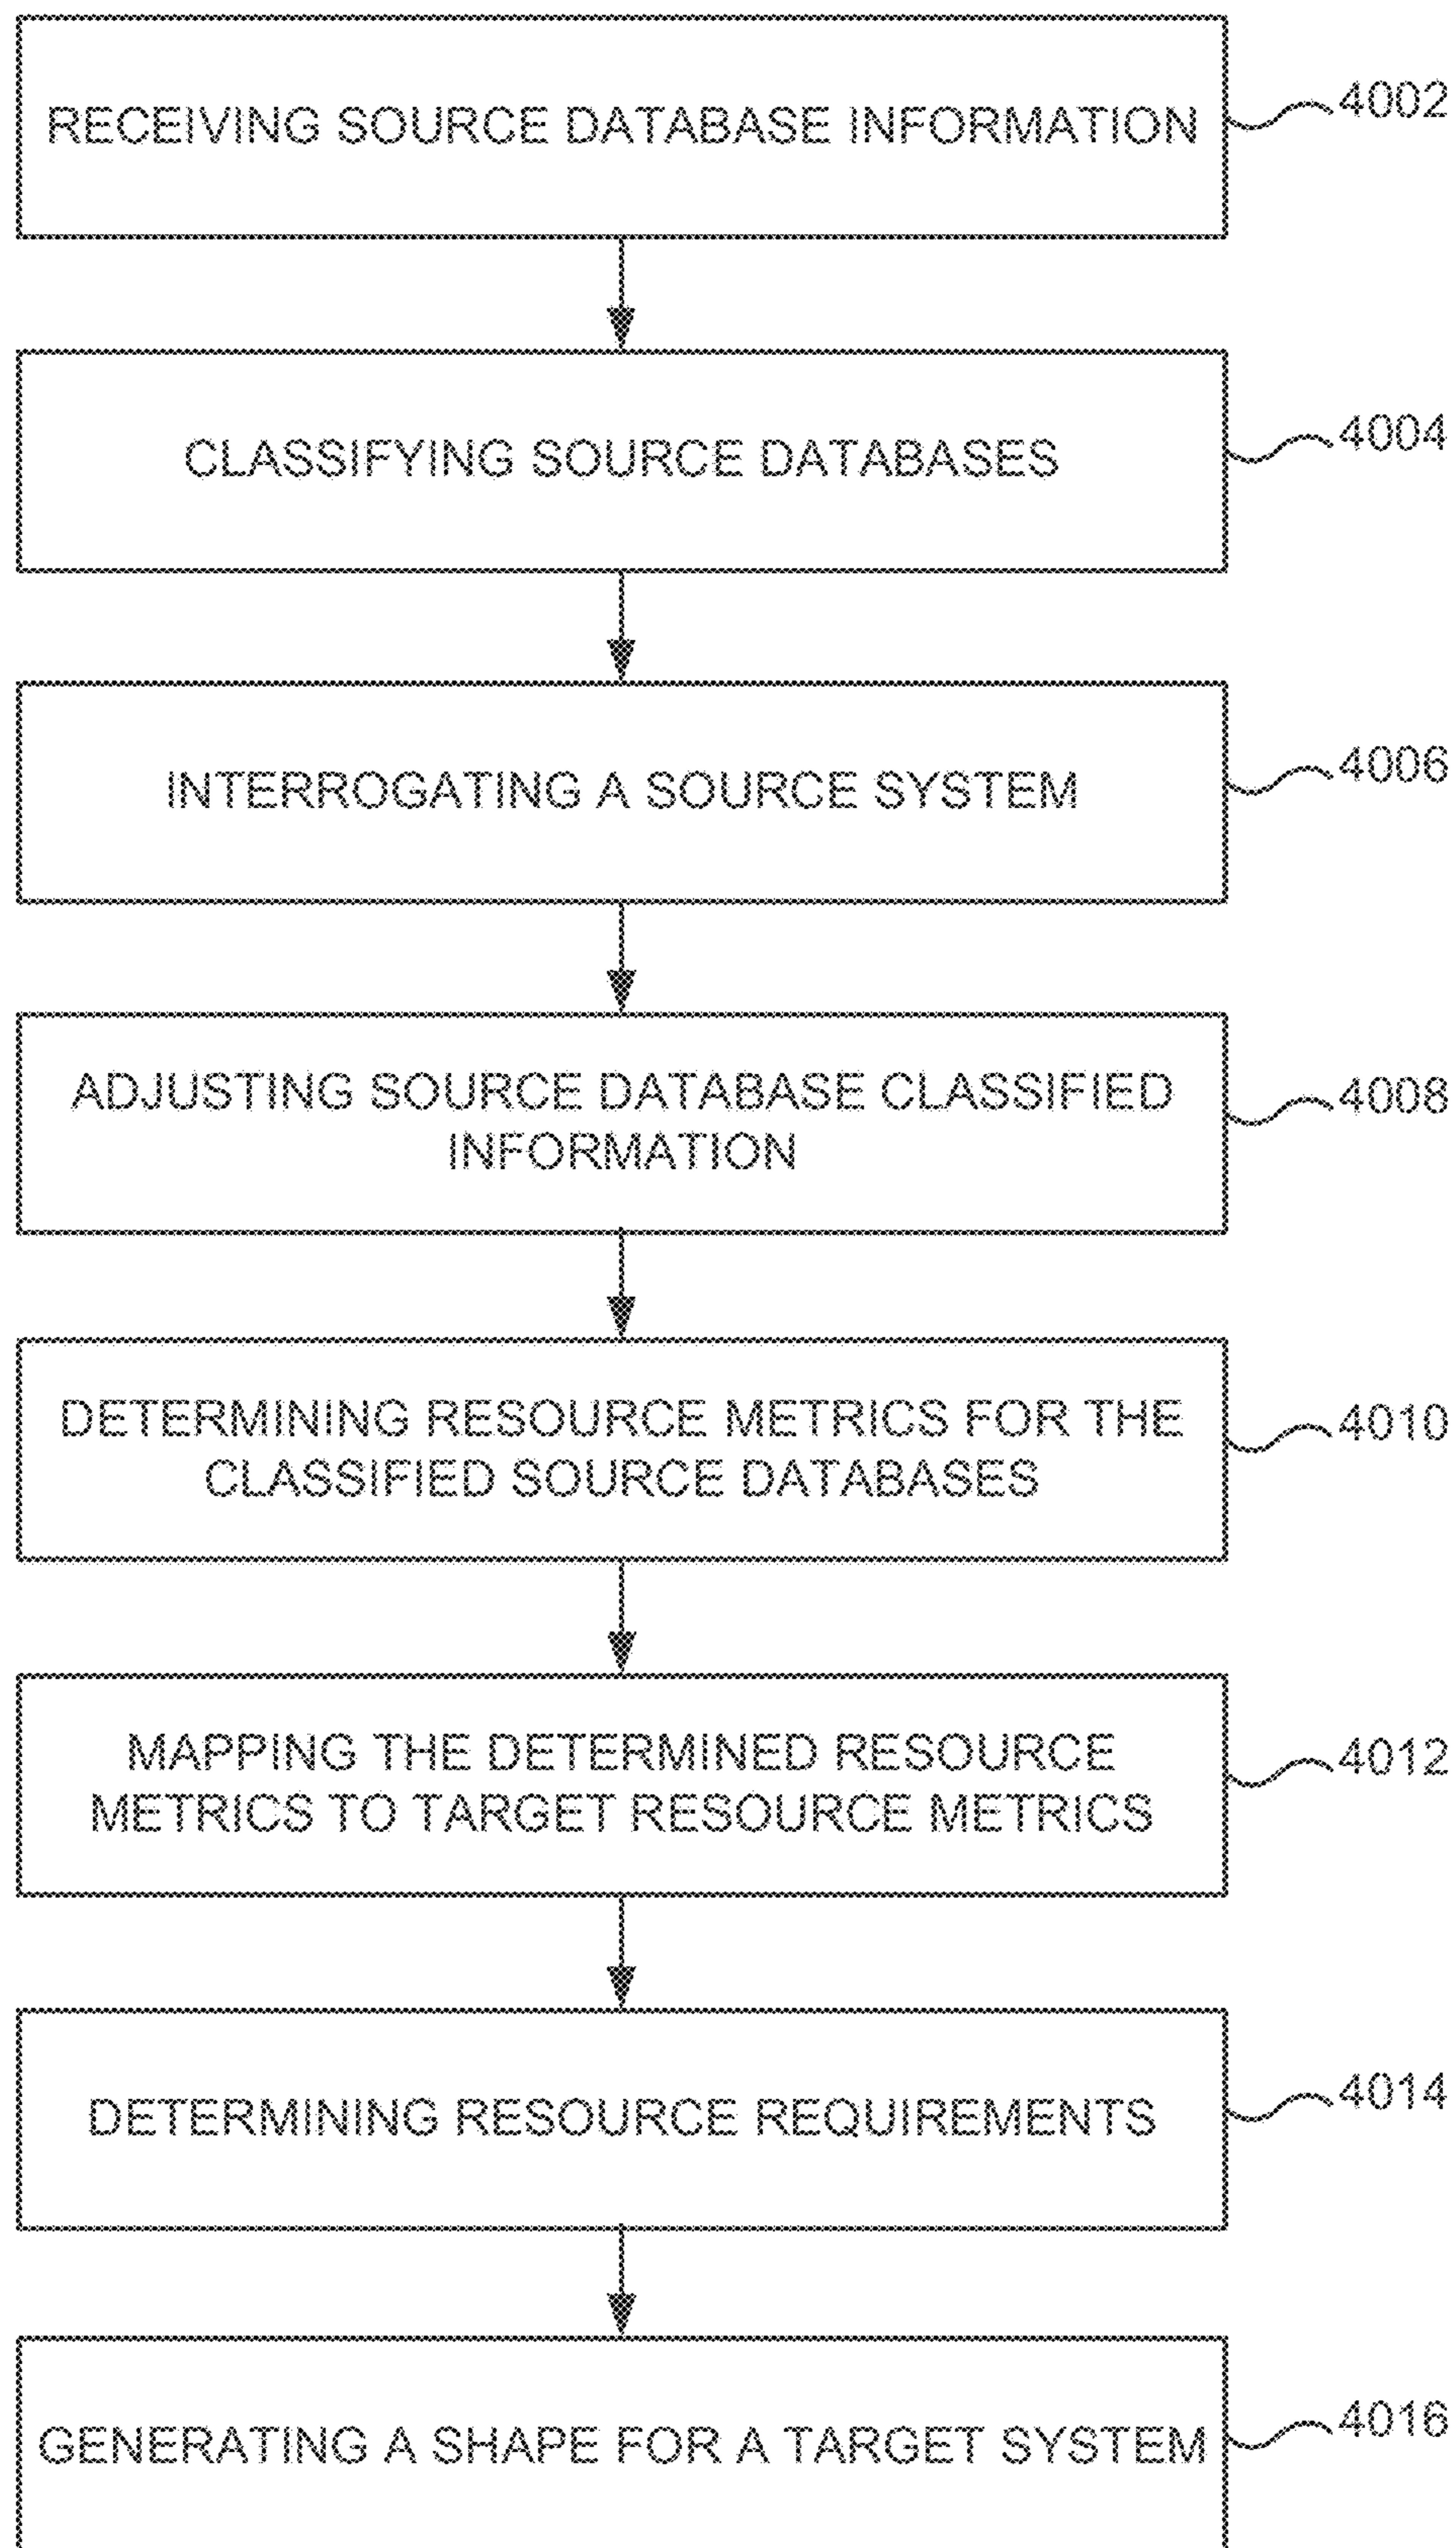 RECEIVING SOURCE DATABASE INFORMATION
4002
CLASSIFYING SOURCE DATABASES
4004
INTERROGATING A SOURCE SYSTEM
4006
ADJUSTING SOURCE DATABASE CLASSIFIED
INFORMATION
4008
DETERMINING RESOURCE METRICS FOR THE
CLASSIFIED SOURCE DATABASES
4010
MAPPING THE DETERMINED RESOURCE
METRICS TO TARGET RESOURCE METRICS
4012
DETERMINING RESOURCE REQUIREMENTS
4014
GENERATING A SHAPE FOR A TARGET SYSTEM
4016